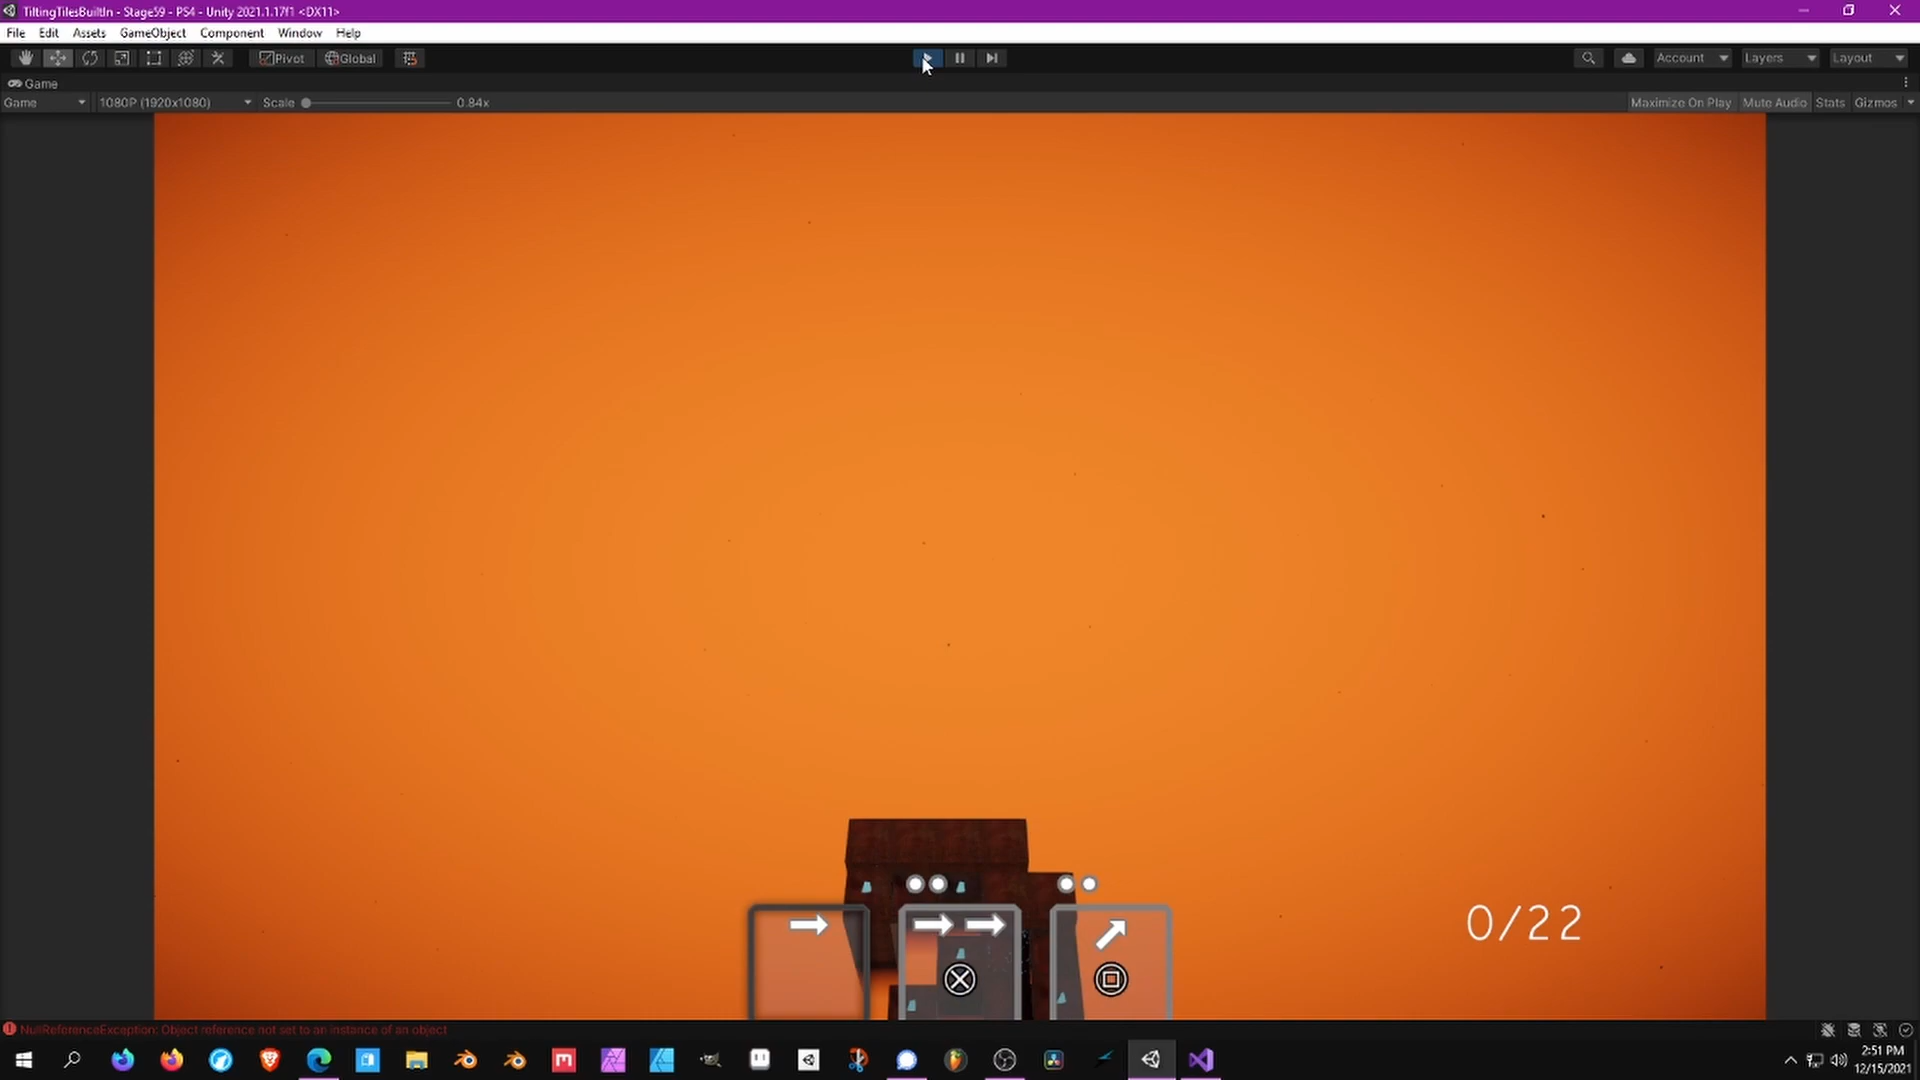 TiltingTilesBuiltIn - Stage59 - PS4 - Unity 2021.1.17f1 <DX11>
File Edit Assets GameObject Component Window Help
Pivot Global Account Layers Layout
Game
Game 1080P (1920x1080) Scale 0.84x Maximize On Play Mute Audio Stats Gizmos
0/22
NullReferenceException: Object reference not set to an instance of an object
2:51 PM
12/15/2021